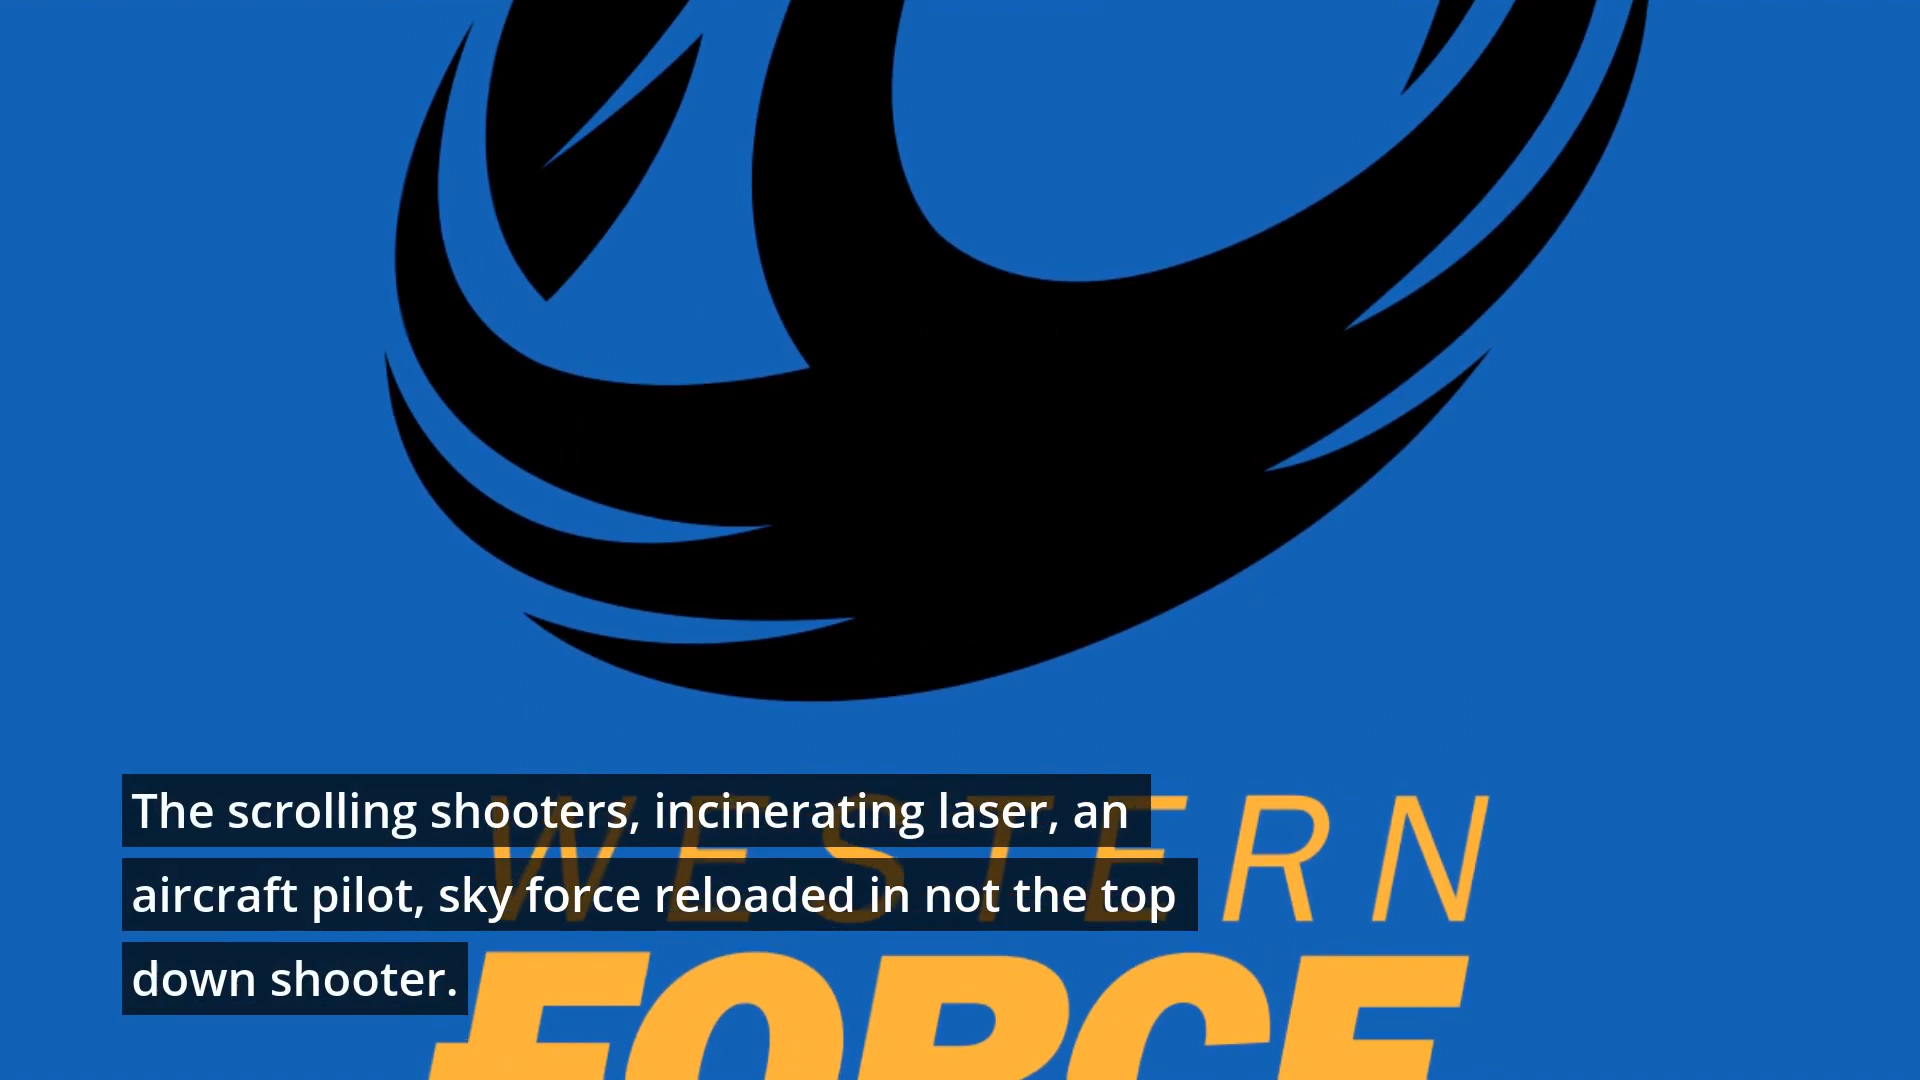 The scrolling shooters, incinerating laser, an
aircraft pilot, sky force reloaded in not the top
down shooter.
WESTERN
FORCE